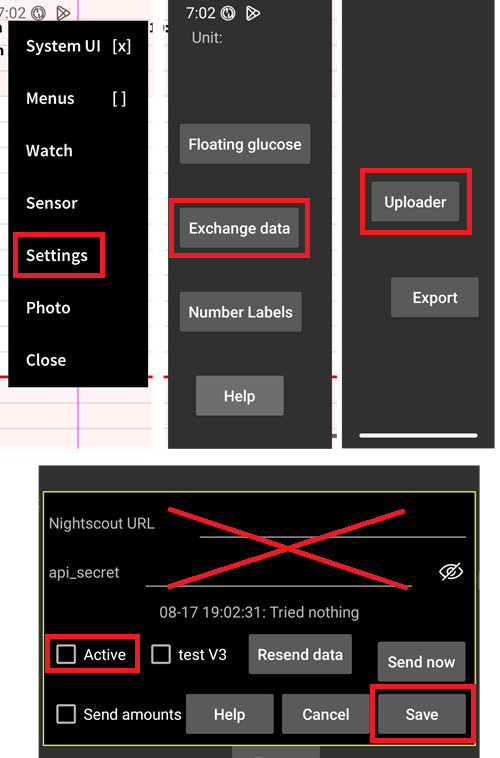 7:02
System UI [x]
Menus [ ]
Watch
Sensor
Settings
Photo
Close
7:02
Unit:
Floating glucose
Exchange data
Number Labels
Help
Uploader
Export
Nightscout URL
api_secret
08-17 19:02:31: Tried nothing
Active test V3 Resend data Send now
Send amounts Help Cancel Save